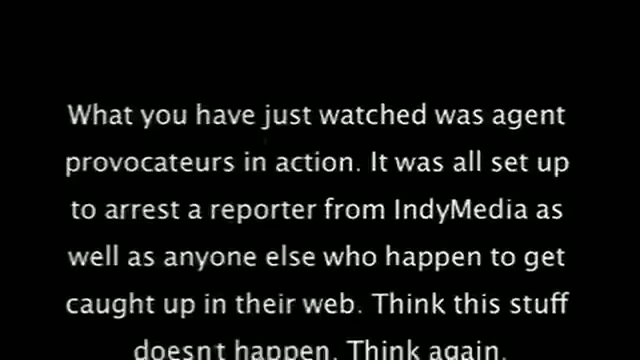 What you have just watched was agent
provocateurs in action. It was all set up
to arrest a reporter from IndyMedia as
well as anyone else who happen to get
caught up in their web. Think this stuff
doesnt happen. Think again.